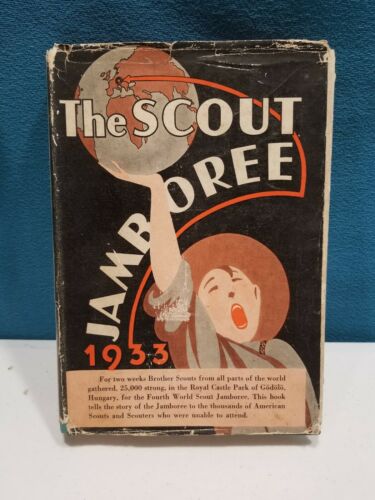 The SCOUT
JAMBOREE
1933
For two weeks Brother Scouts from all parts of the world
gathered, 25,000 strong, in the Royal Castle Park of Gödölö,
Hungary, for the Fourth World Scout Jamboree. This book
tells the story of the Jamboree to the thousands of American
Scouts and Scouters who were unable to attend.